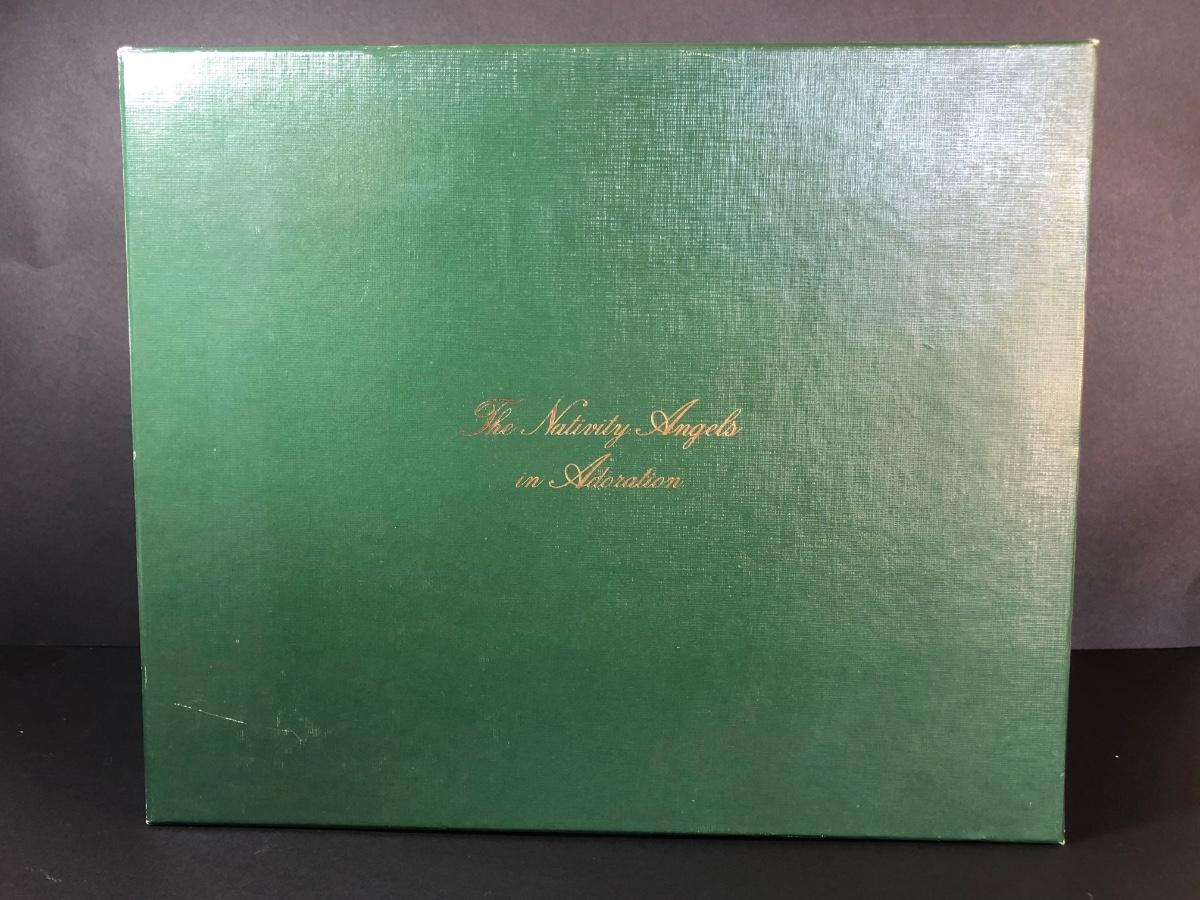 The Nativity Angels
in Adoration